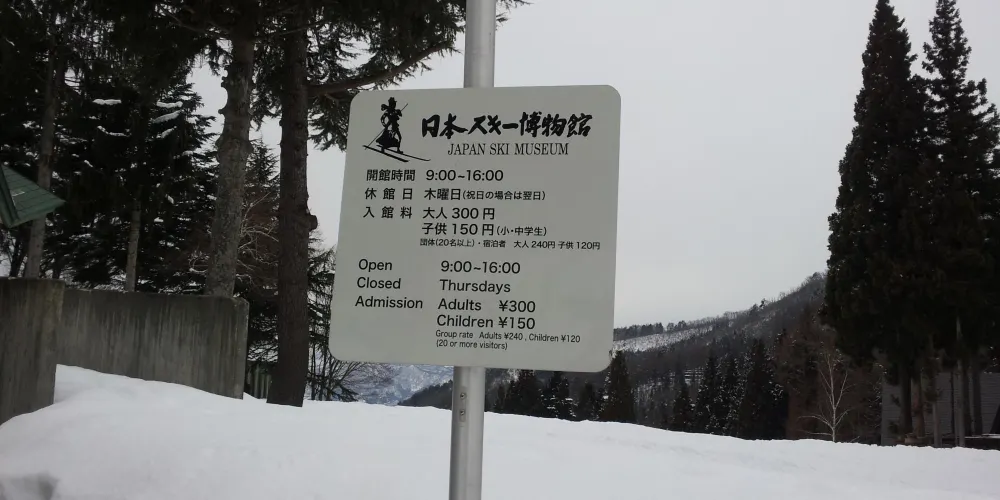 日本スキー博物館
JAPAN SKI MUSEUM
開館時間 9:00~16:00
休館日 木曜日(祝日の場合は翌日)
入館料 大人300円
子供150円(小・中学生)
団体(20名以上)・宿泊者 大人240円 子供120円
Open 9:00~16:00
Closed Thursdays
Admission Adults ¥300
Children ¥150
Group rate Adults ¥240 , Children ¥120
(20 or more visitors)